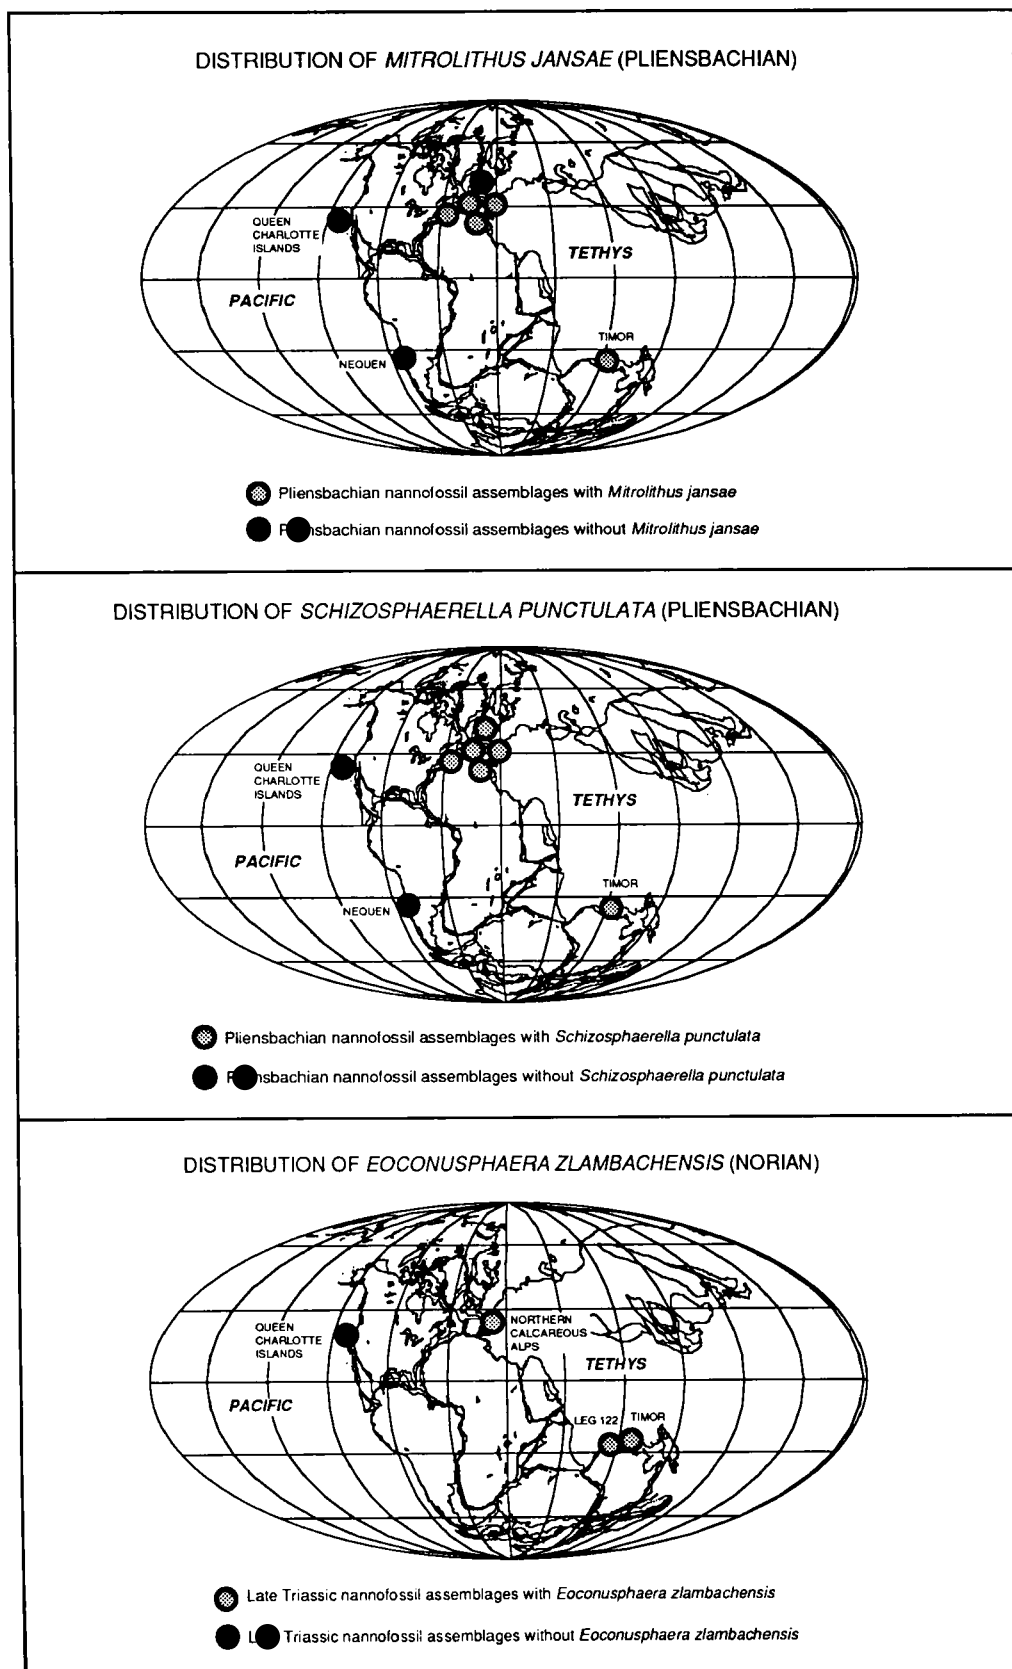 DISTRIBUTION OF MITROLITHUS JANSAE (PLIENSBACHIAN)
QUEEN
CHARLOTTE
ISLANDS
TETHYS
PACIFIC
TIMOR
NEQUEN
Pliensbachian nannofossil assemblages with Mitrolithus jansae
nsbachian nannofossil assemblages without Mitrolithus jansae
DISTRIBUTION OF SCHIZOSPHAERELLA PUNCTULATA (PLIENSBACHIAN)
QUEEN
CHARLOTTE
ISLANDS
TETHYS
PACIFIC
TIMOR
NEQUEN
Pliensbachian nannofossil assemblages with Schizosphaerella punctulata
nsbachian nannofossil assemblages without Schizosphaerella punctulata
DISTRIBUTION OF EOCONUSPHAERA ZLAMBACHENSIS (NORIAN)
QUEEN
CHARLOTTE
ISLANDS
NORTHERN
CALCAREOUS
ALPS
TETHYS
PACIFIC
LEG 122
TIMOR
Late Triassic nannofossil assemblages with Eoconusphaera zlambachensis
Triassic nannofossil assemblages without Eoconusphaera zlambachensis